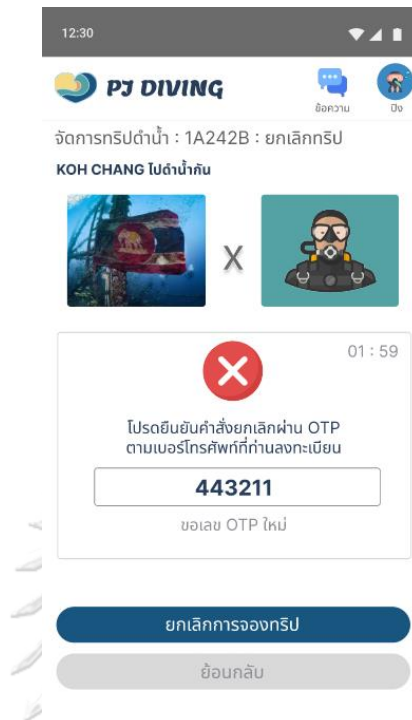 12:30
PJ DIVING
ข้อความ
ปิง
จัดการทริปดำน้ำ : 1A242B : ยกเลิกทริป
KOH CHANG ไปดำน้ำกัน
X
01 : 59
โปรดยืนยันคำสั่งยกเลิกผ่าน OTP
ตามเบอร์โทรศัพท์ที่ท่านลงทะเบียน
443211
ขอเลข OTP ใหม่
ยกเลิกการจองทริป
ย้อนกลับ